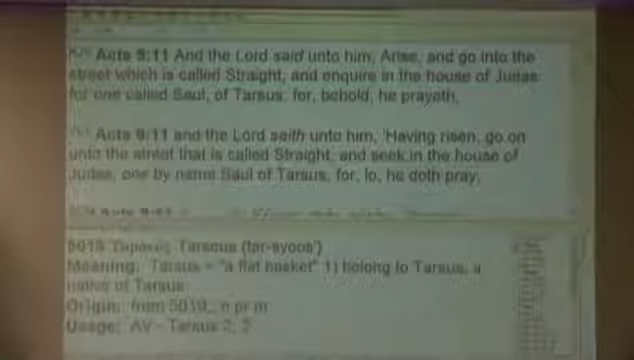 Acts 9:11 And the Lord said unto him, Arise, and go into the
street which is called Straight, and enquire in the house of Judas
for one called Saul, of Tarsus: for, behold, he prayeth,
Acts 9:11 and the Lord saith unto him, 'Having risen, go on
unto the street that is called Straight, and seek in the house of
Judas, one by name Saul of Tarsus, for, lo, he doth pray,
5018 Ταρσεύς Tarseus (tar-syoos')
Meaning: Tarsus = "a flat basket" 1) belong to Tarsus, a
native of Tarsus
Origin: from 5019; n pr m
Usage: AV - Tarsus 2; 2